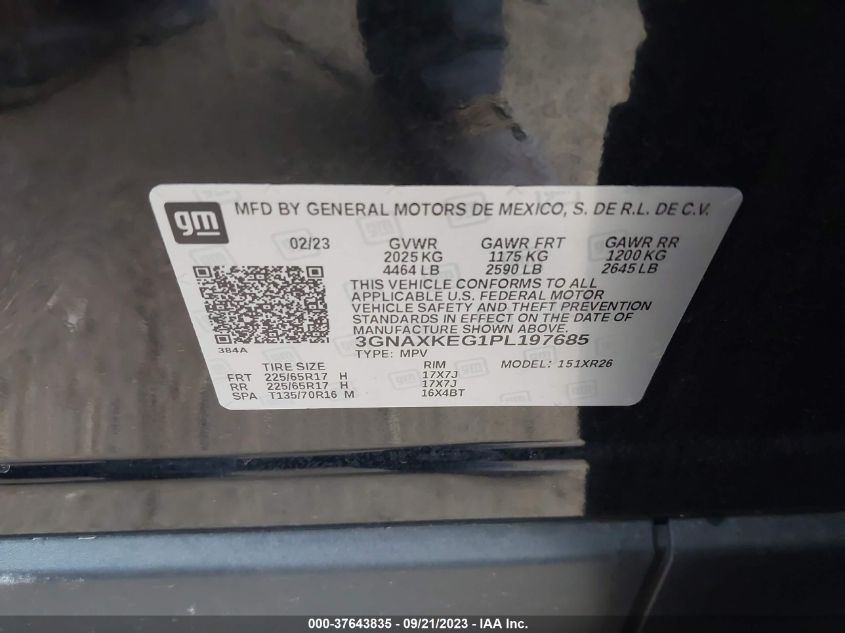 gm MFD BY GENERAL MOTORS DE MEXICO, S. DE R.L. DE C.V.
02/23 GVWR GAWR FRT GAWR RR
2025 KG 1175 KG 1200 KG
4464 LB 2590 LB 2645 LB
THIS VEHICLE CONFORMS TO ALL
APPLICABLE U.S. FEDERAL MOTOR
VEHICLE SAFETY AND THEFT PREVENTION
STANDARDS IN EFFECT ON THE DATE OF
MANUFACTURE SHOWN ABOVE.
3GNAXKEG1PL197685
384A TYPE: MPV MODEL: 151XR26
TIRE SIZE RIM
FRT 225/65R17 H 17X7J
RR 225/65R17 H 17X7J
SPA T135/70R16 M 16X4BT
000-37643835 - 09/21/2023 - IAA Inc.